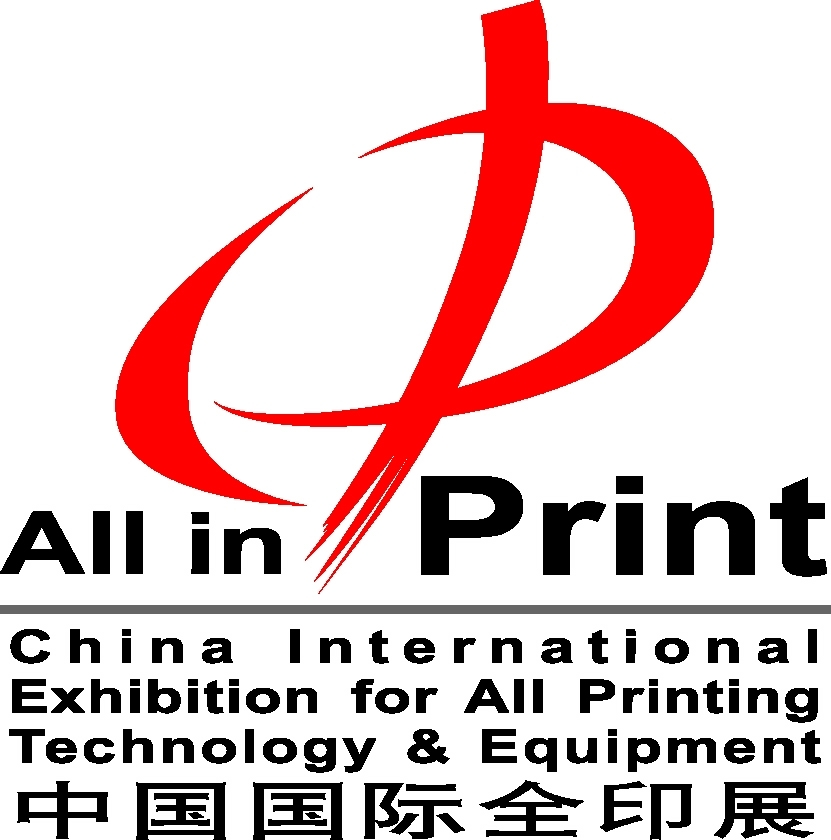 All in Print
China International
Exhibition for All Printing
Technology & Equipment
中国国际全印展